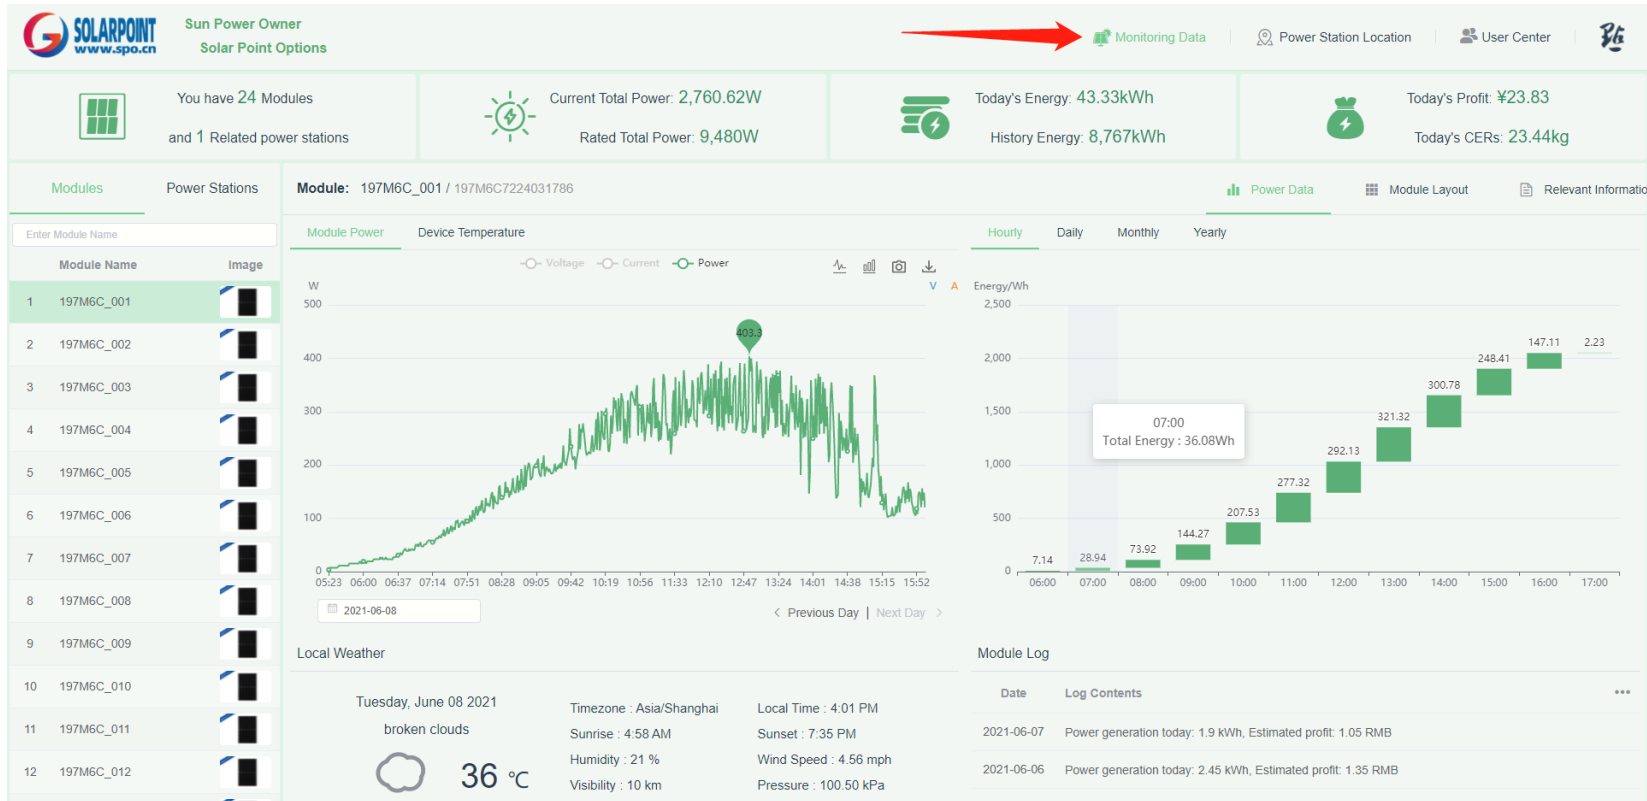 SOLARPOINT
www.spo.cn
Sun Power Owner
Solar Point Options
Monitoring Data
Power Station Location
User Center
You have 24 Modules
and 1 Related power stations
Current Total Power: 2,760.62W
Rated Total Power: 9,480W
Today's Energy: 43.33kWh
History Energy: 8,767kWh
Today's Profit: ¥23.83
Today's CERs: 23.44kg
Modules
Power Stations
Enter Module Name
Module Name Image
1 197M6C_001
2 197M6C_002
3 197M6C_003
4 197M6C_004
5 197M6C_005
6 197M6C_006
7 197M6C_007
8 197M6C_008
9 197M6C_009
10 197M6C_010
11 197M6C_011
12 197M6C_012
Module: 197M6C_001 / 197M6C7224031786
Power Data
Module Layout
Relevant Informatio
Module Power
Device Temperature
Voltage Current Power
W
V A
500
400
300
200
100
0
05:23 06:00 06:37 07:14 07:51 08:28 09:05 09:42 10:19 10:56 11:33 12:10 12:47 13:24 14:01 14:38 15:15 15:52
403.3
2021-06-08
< Previous Day | Next Day >
Hourly Daily Monthly Yearly
Energy/Wh
2,500
2,000
1,500
1,000
500
0
7.14
28.94
73.92
144.27
207.53
277.32
292.13
321.32
300.78
248.41
147.11
2.23
07:00
Total Energy : 36.08Wh
06:00 07:00 08:00 09:00 10:00 11:00 12:00 13:00 14:00 15:00 16:00 17:00
Local Weather
Tuesday, June 08 2021
broken clouds
36 °C
Timezone : Asia/Shanghai
Sunrise : 4:58 AM
Humidity : 21 %
Visibility : 10 km
Local Time : 4:01 PM
Sunset : 7:35 PM
Wind Speed : 4.56 mph
Pressure : 100.50 kPa
Module Log
Date Log Contents
2021-06-07 Power generation today: 1.9 kWh, Estimated profit: 1.05 RMB
2021-06-06 Power generation today: 2.45 kWh, Estimated profit: 1.35 RMB